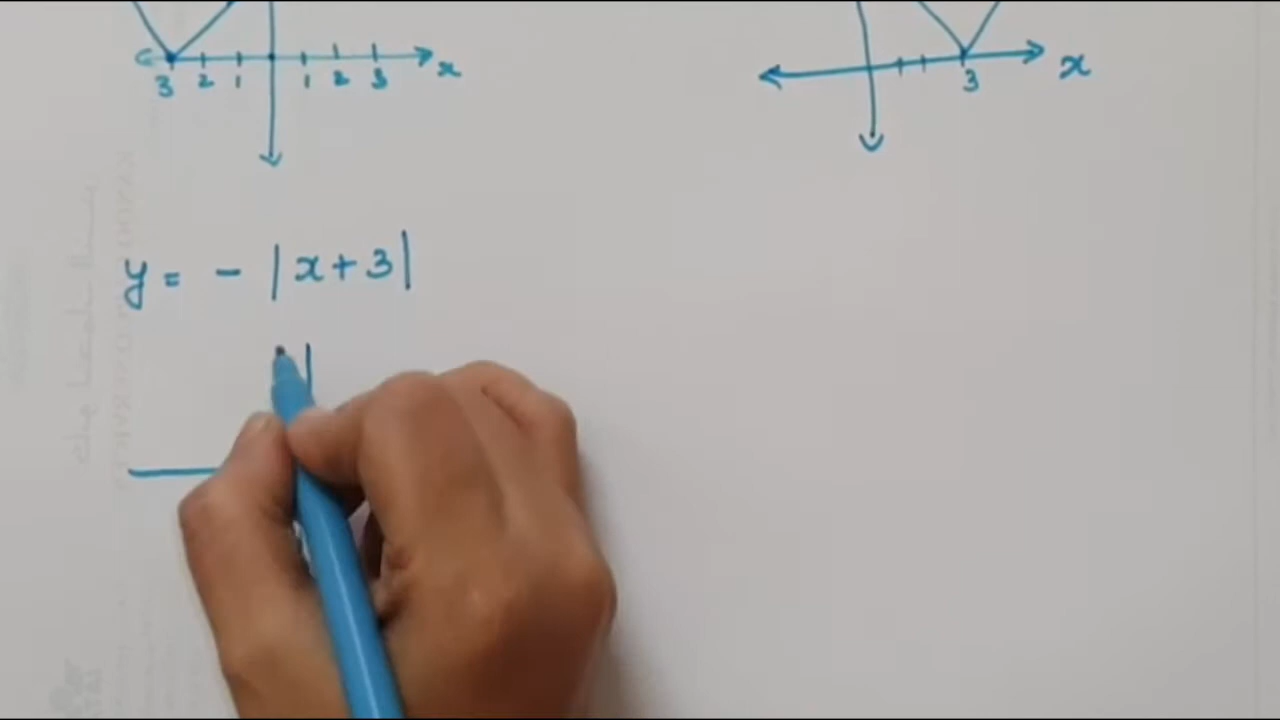 3 2 1 1 2 3 x
3 x
y = - |x+3|